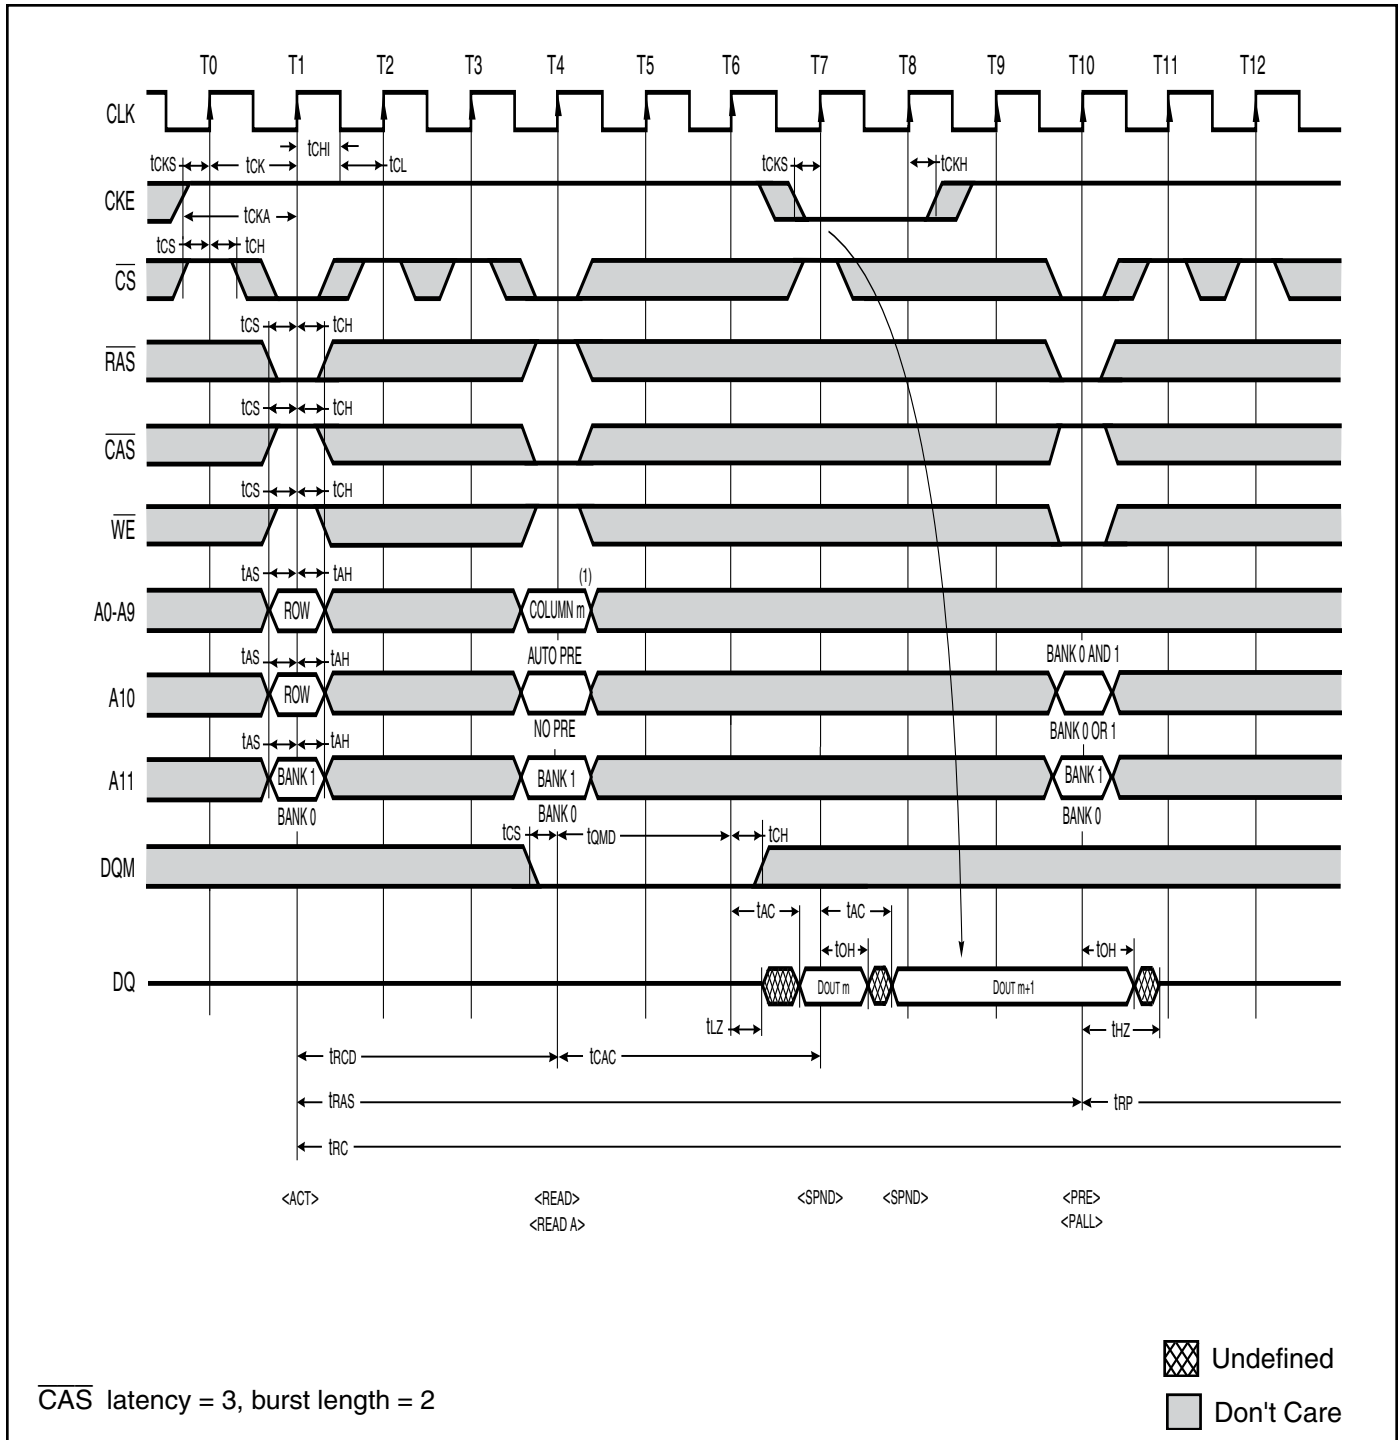 T0 T1 T2 T3 T4 T5 T6 T7 T8 T9 T10 T11 T12
CLK
tCHI
tCKS tCK tCL tCKS tCKH
CKE
tCKA
tCS tCH
CS
tCS tCH
RAS
tCS tCH
CAS
tCS tCH
WE
tAS tAH (1)
A0-A9 ROW COLUMN m
tAS tAH AUTO PRE BANK 0 AND 1
A10 ROW
NO PRE BANK 0 OR 1
tAS tAH
A11 BANK 1 BANK 1 BANK 1
BANK 0 BANK 0 BANK 0
tCS tQMD tCH
DQM
tAC tAC
tOH tOH
DQ DOUT m DOUT m+1
tLZ tHZ
tRCD tCAC
tRAS tRP
tRC
<ACT> <READ> <SPND> <SPND> <PRE>
<READ A> <PALL>
Undefined
CAS latency = 3, burst length = 2
Don't Care